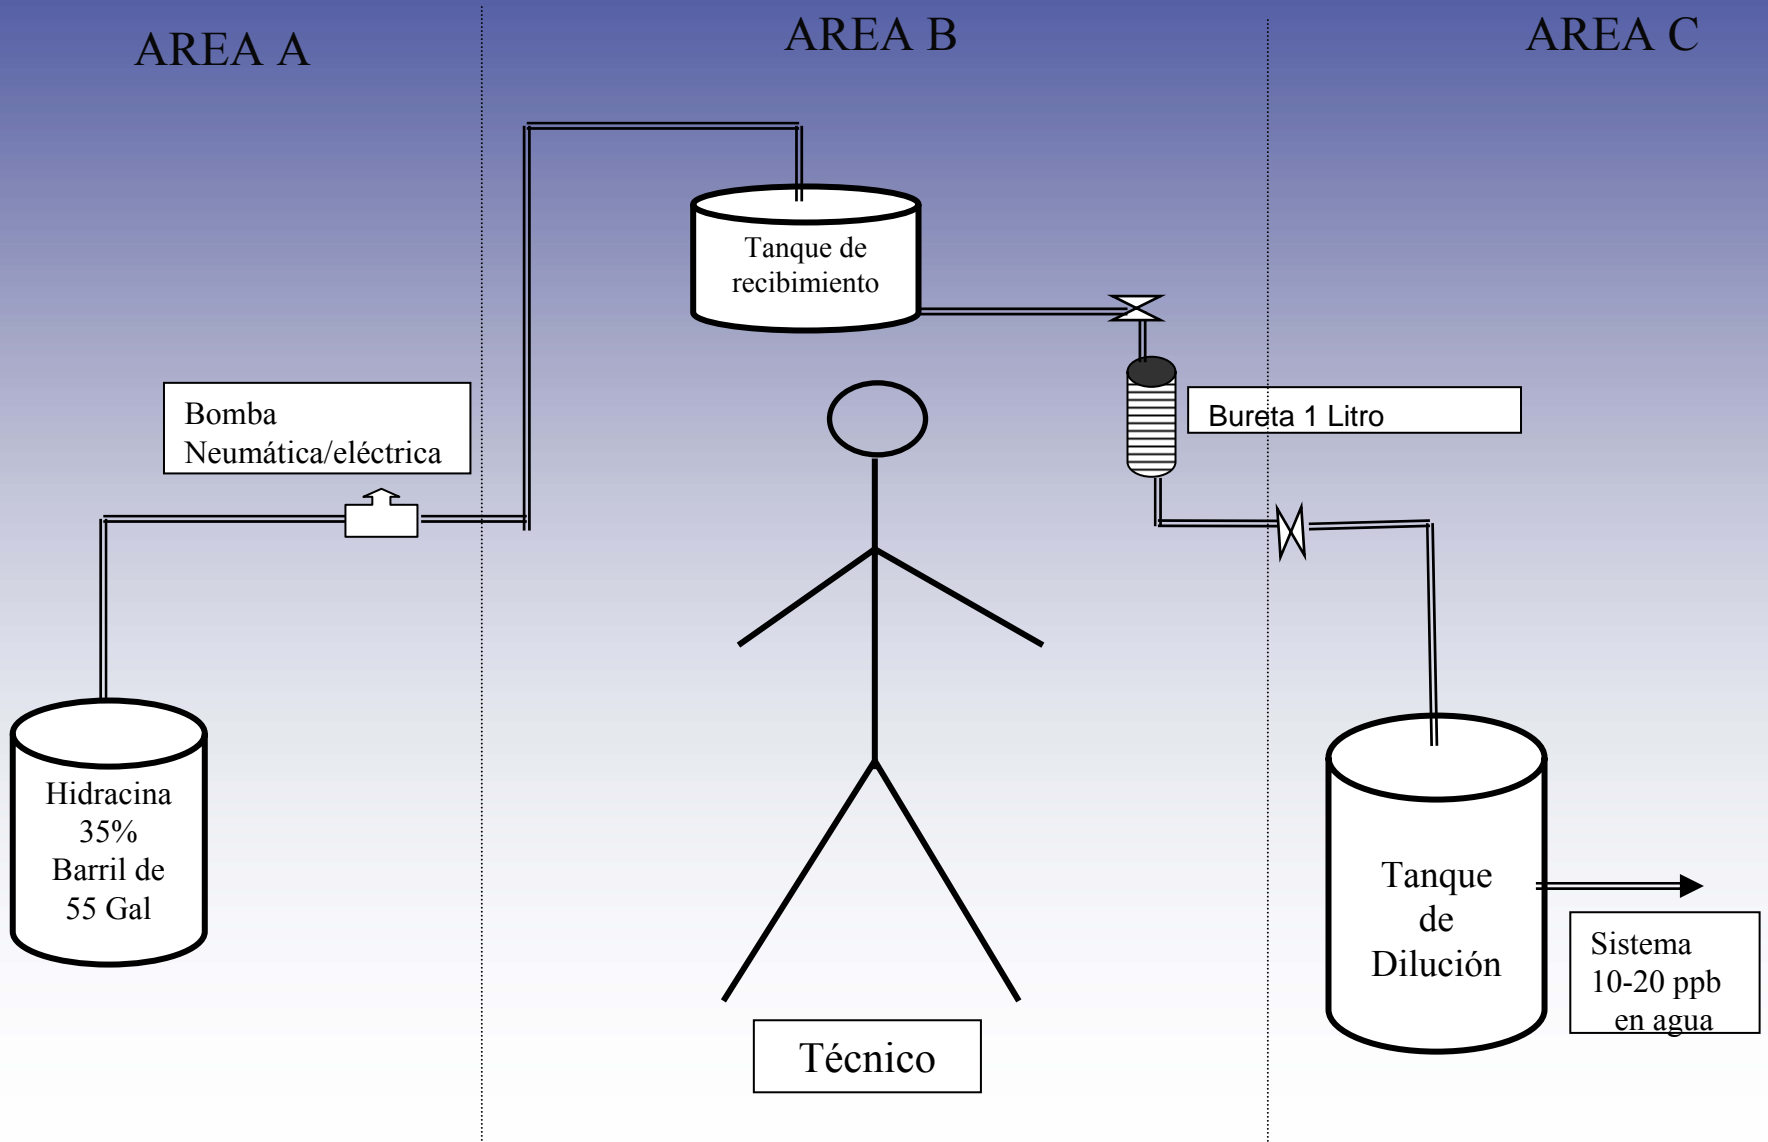 AREA A
AREA B
AREA C
Tanque de
recibimiento
Bomba
Neumática/eléctrica
Bureta 1 Litro
Hidracina
35%
Barril de
55 Gal
Tanque
de
Dilución
Sistema
10-20 ppb
en agua
Técnico